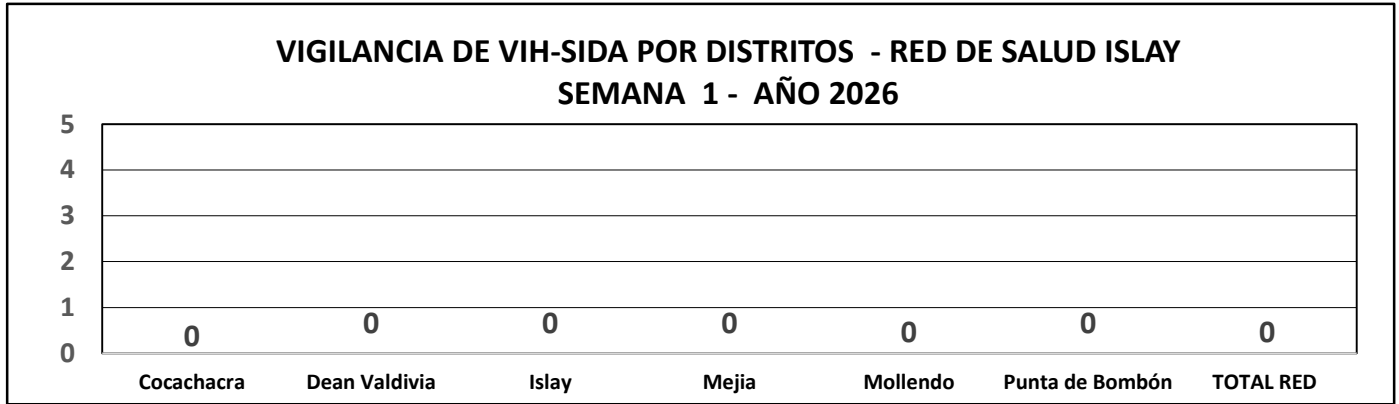 VIGILANCIA DE VIH-SIDA POR DISTRITOS - RED DE SALUD ISLAY
SEMANA 1 - AÑO 2026
5
4
3
2
1
0
0 0 0 0 0 0 0
Cocachacra Dean Valdivia Islay Mejia Mollendo Punta de Bombón TOTAL RED